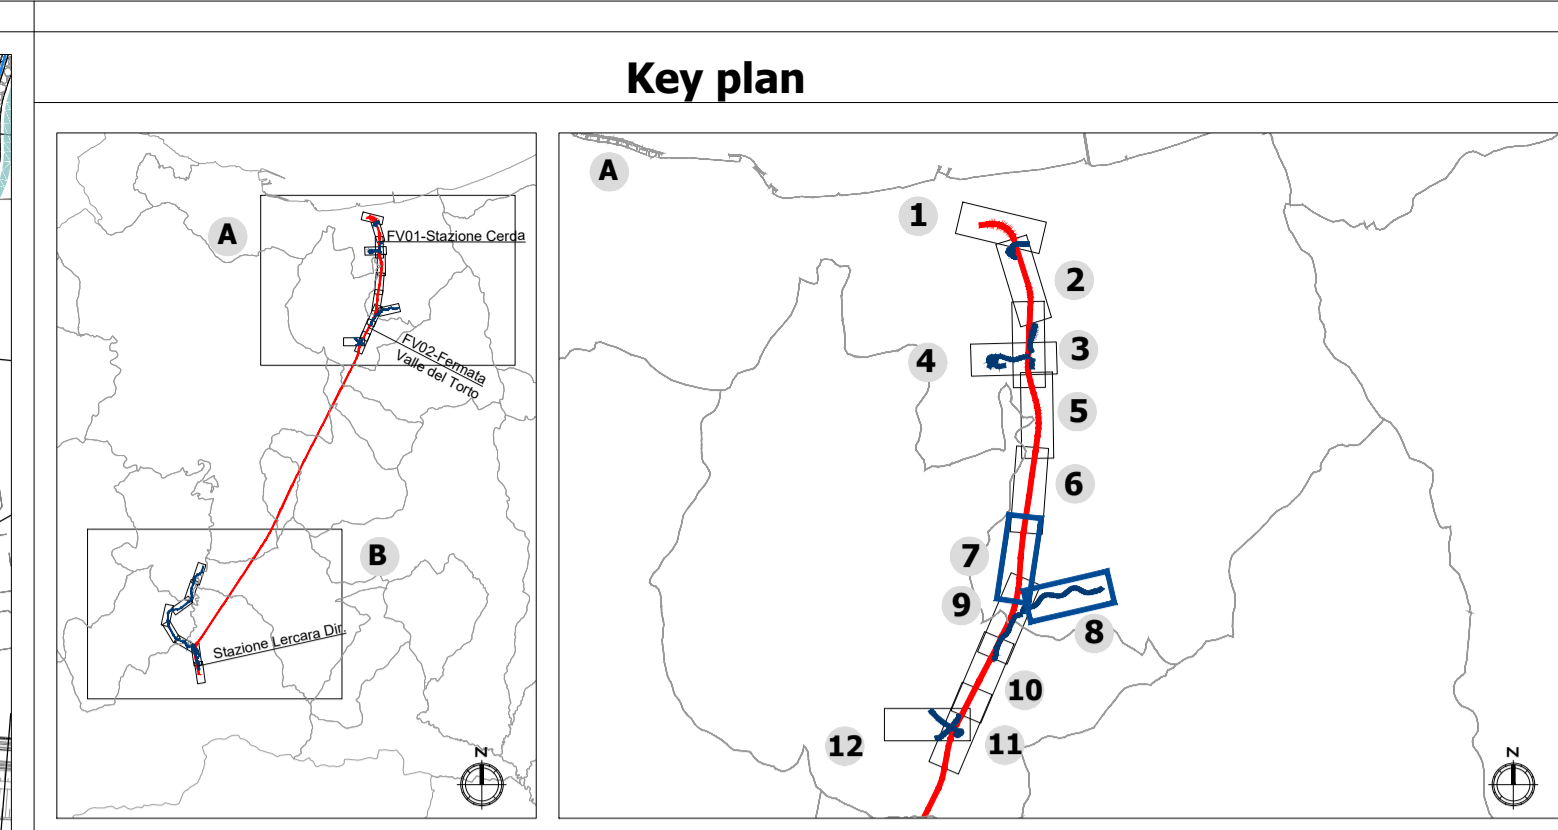 Key plan
A
FV01-Stazione Cerda
FV02-Fermata
Valle del Torto
B
Stazione Lercara Dir.
N
A
1
2
3
4
5
6
7
9
8
10
12
11
N